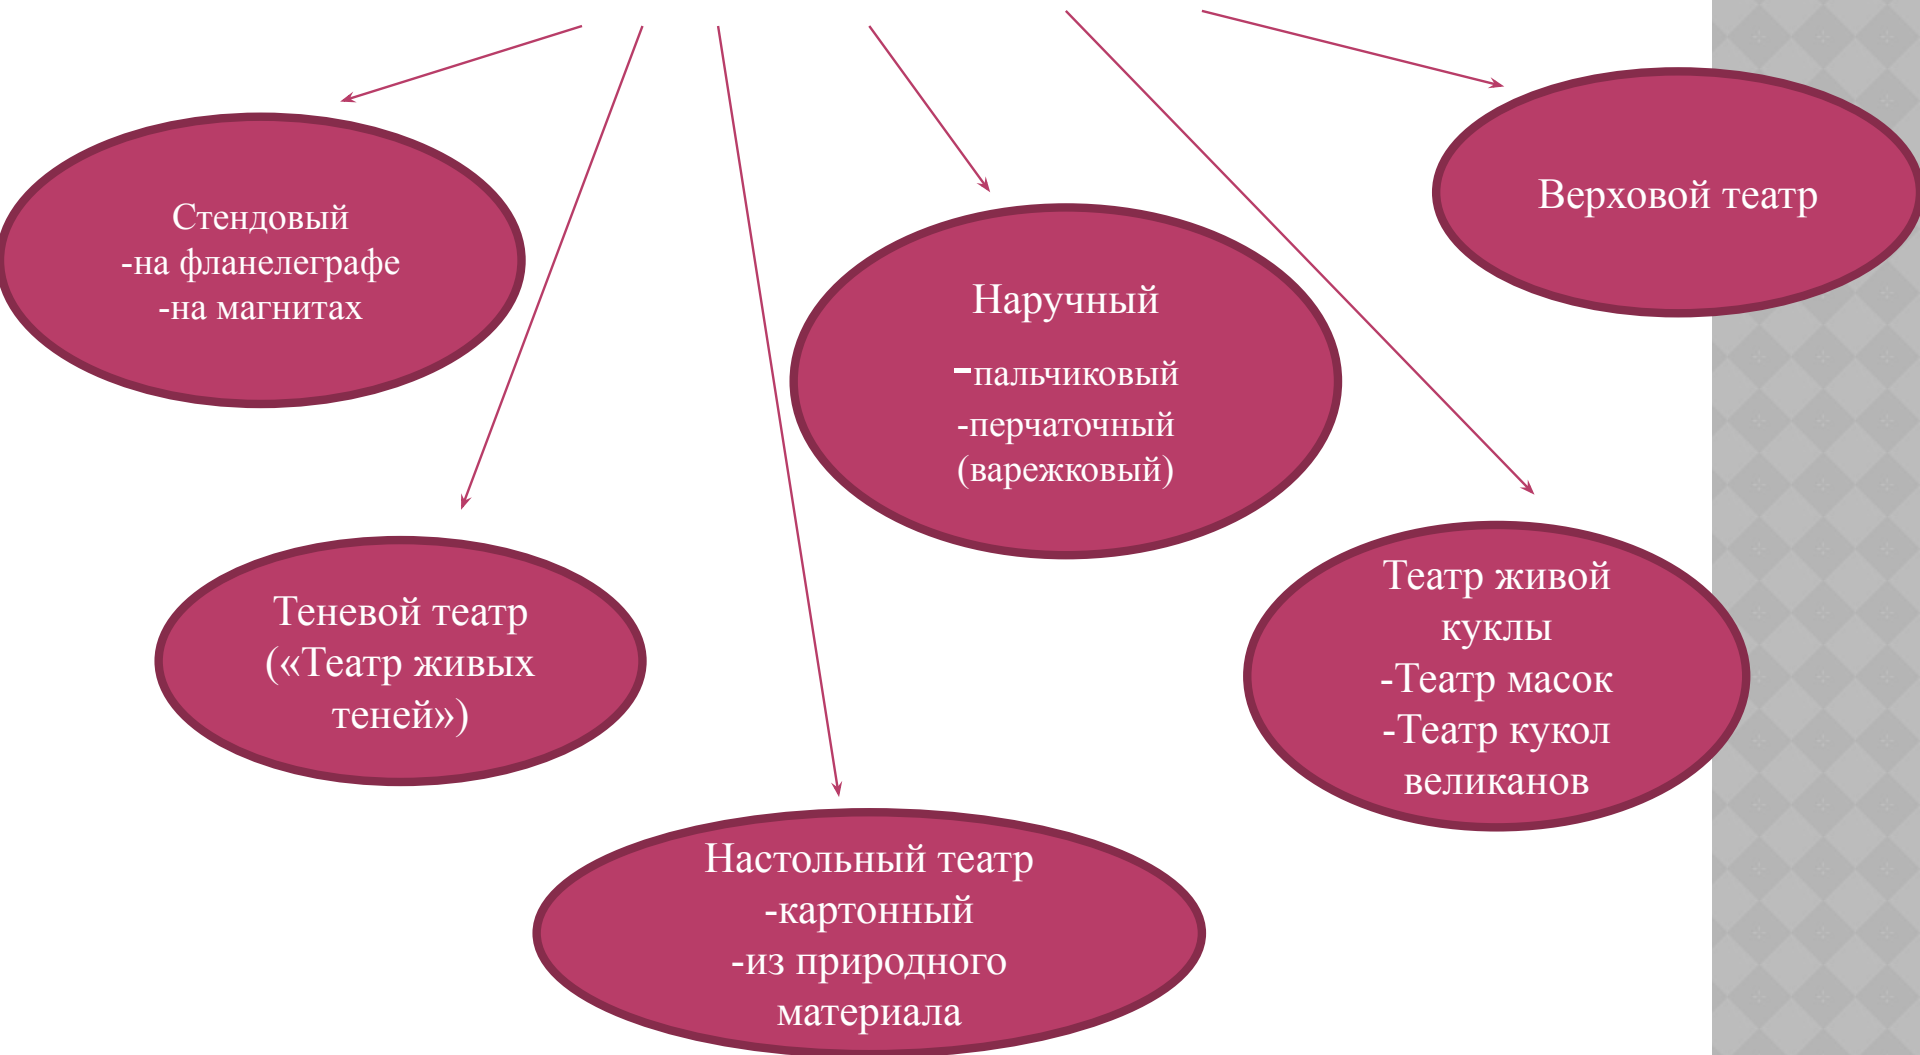 Стендовый
-на фланелеграфе
-на магнитах
Верховой театр
Наручный
-пальчиковый
-перчаточный
(варежковый)
Теневой театр
(«Театр живых
теней»)
Театр живой
куклы
-Театр масок
-Театр кукол
великанов
Настольный театр
-картонный
-из природного
материала